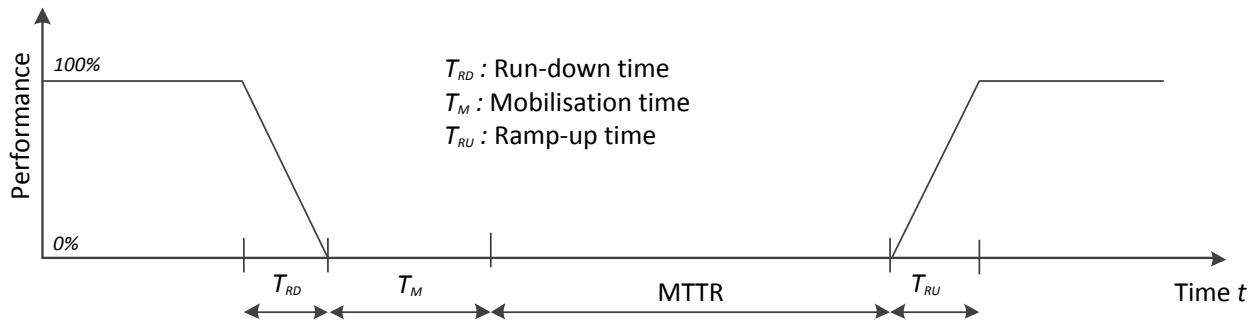 Performance
100%
T_RD : Run-down time
T_M : Mobilisation time
T_RU : Ramp-up time
0%
T_RD
T_M
MTTR
T_RU
Time t